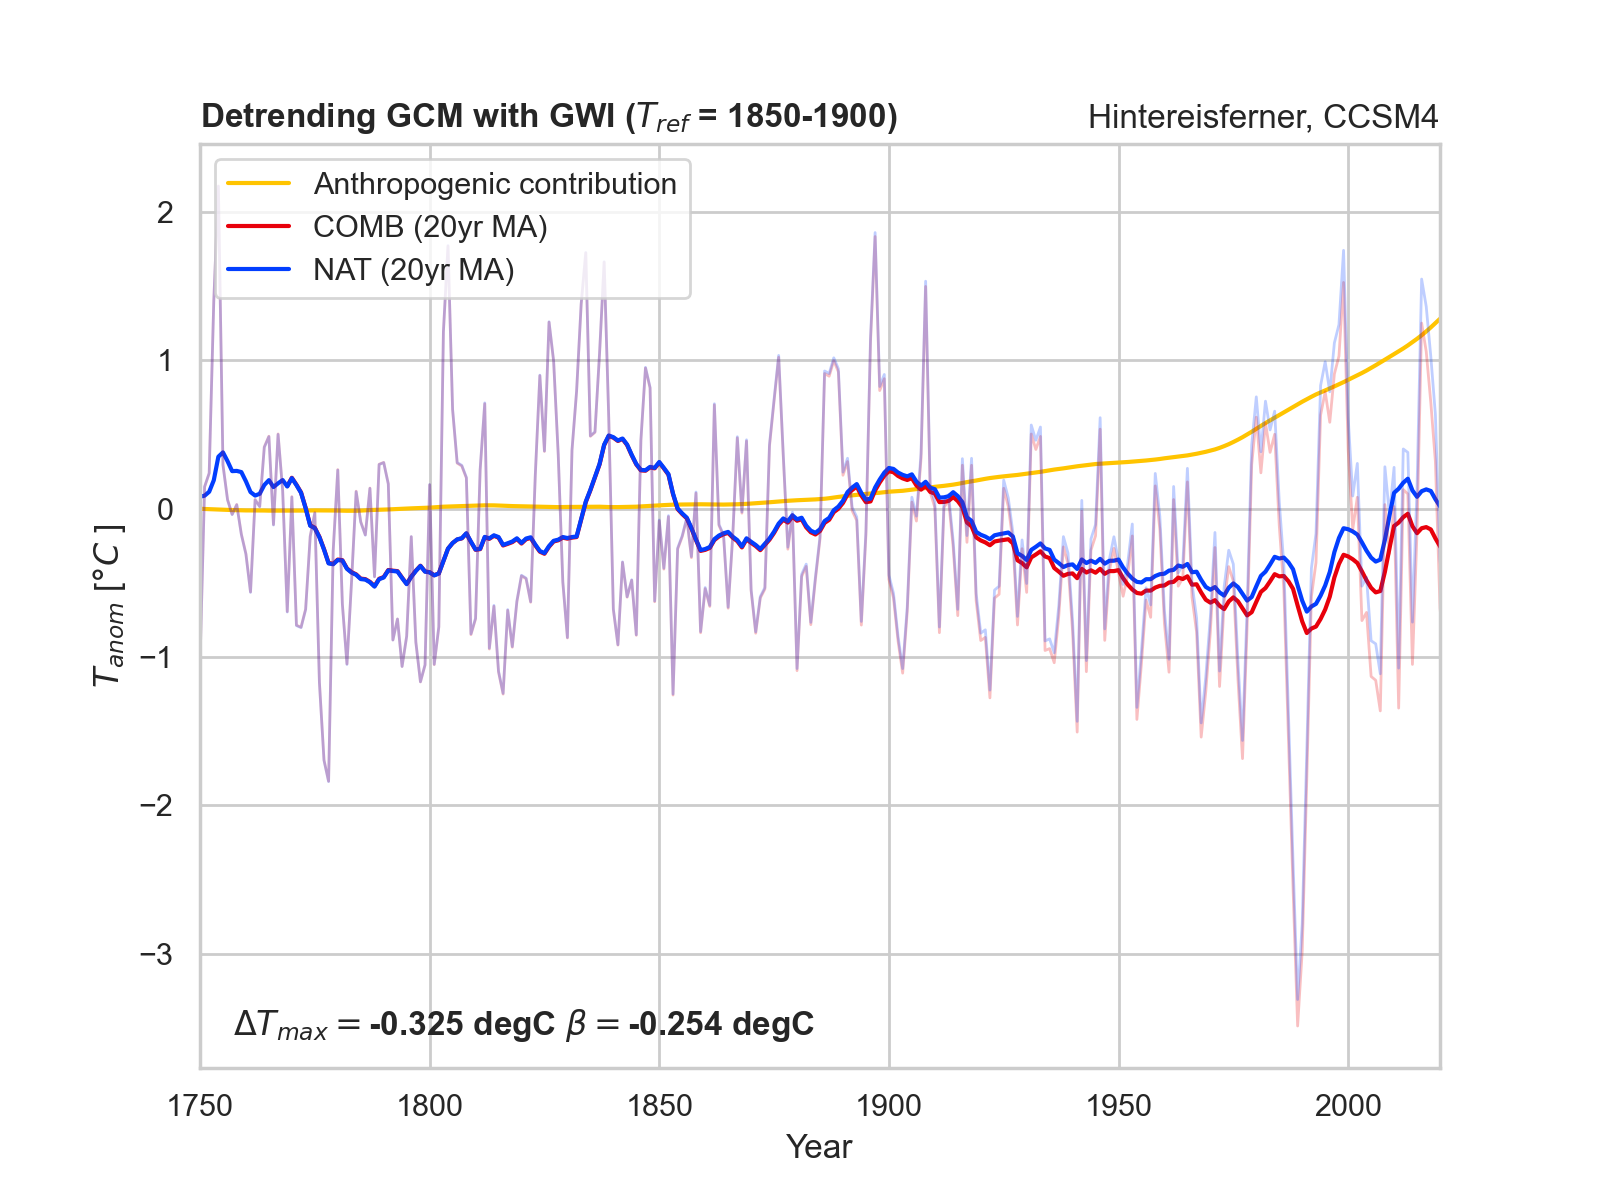 Detrending GCM with GWI (T_ref = 1850-1900)
Hintereisferner, CCSM4
Anthropogenic contribution
COMB (20yr MA)
NAT (20yr MA)
2
1
0
−1
−2
−3
T_anom [°C]
ΔT_max = -0.325 degC β = -0.254 degC
1750 1800 1850 1900 1950 2000
Year